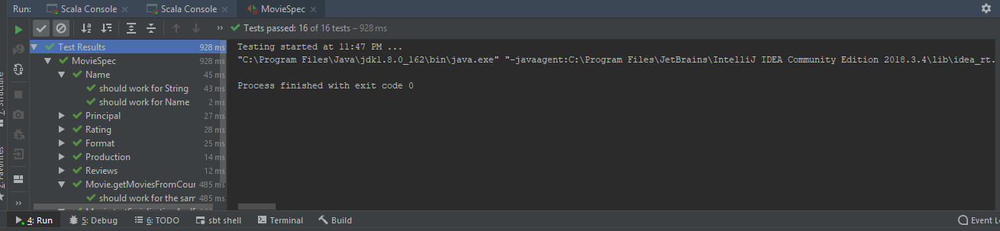 Run: Scala Console × Scala Console × MovieSpec ×
» Tests passed: 16 of 16 tests – 928 ms
Test Results 928 ms
MovieSpec 928 ms
Name 45 ms
should work for String 43 ms
should work for Name 2 ms
Principal 27 ms
Rating 28 ms
Format 25 ms
Production 14 ms
Reviews 12 ms
Movie.getMoviesFromCour 485 ms
should work for the sam 485 ms
Testing started at 11:47 PM ...
"C:\Program Files\Java\jdk1.8.0_162\bin\java.exe" "-javaagent:C:\Program Files\JetBrains\IntelliJ IDEA Community Edition 2018.3.4\lib\idea_rt.
Process finished with exit code 0
Z: Structure
2: Favorites
»
4: Run 5: Debug 6: TODO sbt shell Terminal Build Event L